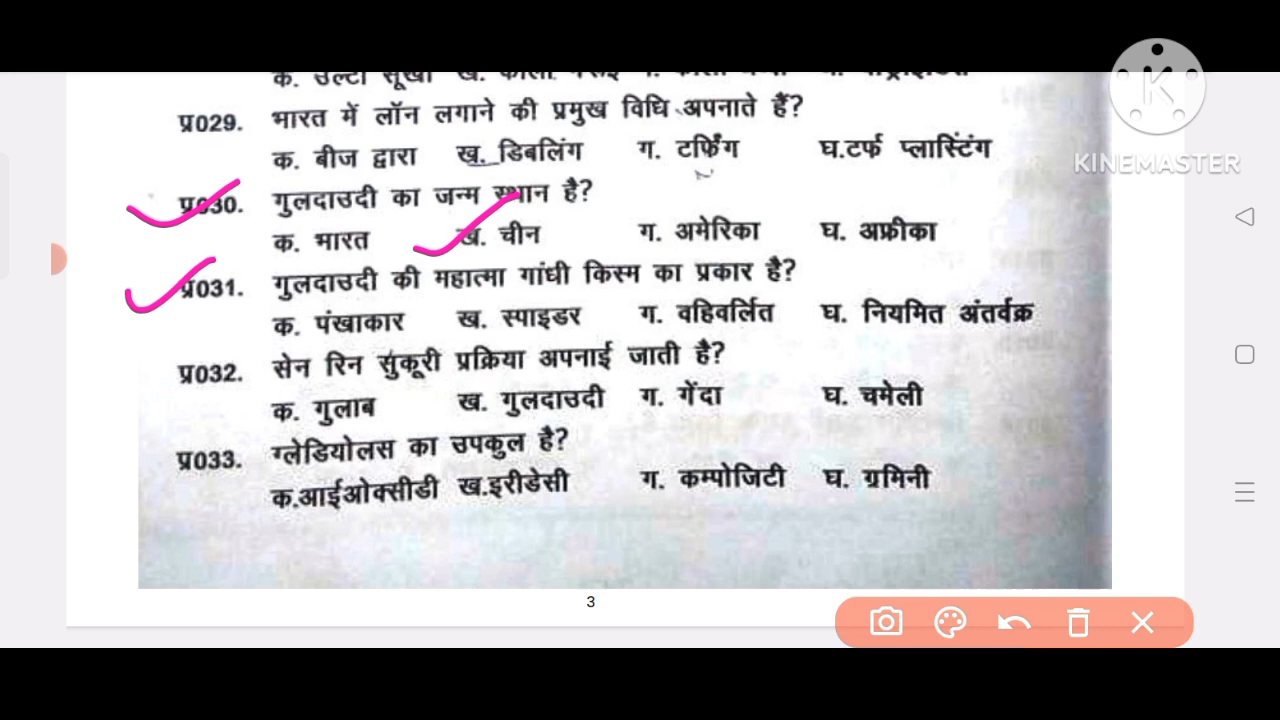 क. उल्टा सूखा ख. काला
प्र029. भारत में लॉन लगाने की प्रमुख विधि अपनाते हैं?
क. बीज द्वारा ख. डिबलिंग ग. टर्फिंग घ.टर्फ प्लास्टिंग
प्र030. गुलदाउदी का जन्म स्थान है?
क. भारत ख. चीन ग. अमेरिका घ. अफ्रीका
प्र031. गुलदाउदी की महात्मा गांधी किस्म का प्रकार है?
क. पंखाकार ख. स्पाइडर ग. वहिवर्लित घ. नियमित अंतर्वक्र
प्र032. सेन रिन सुंकूरी प्रक्रिया अपनाई जाती है?
क. गुलाब ख. गुलदाउदी ग. गेंदा घ. चमेली
प्र033. ग्लेडियोलस का उपकुल है?
क.आईओक्सीडी ख.इरीडेसी ग. कम्पोजिटी घ. ग्रमिनी
3
K
KINEMASTER